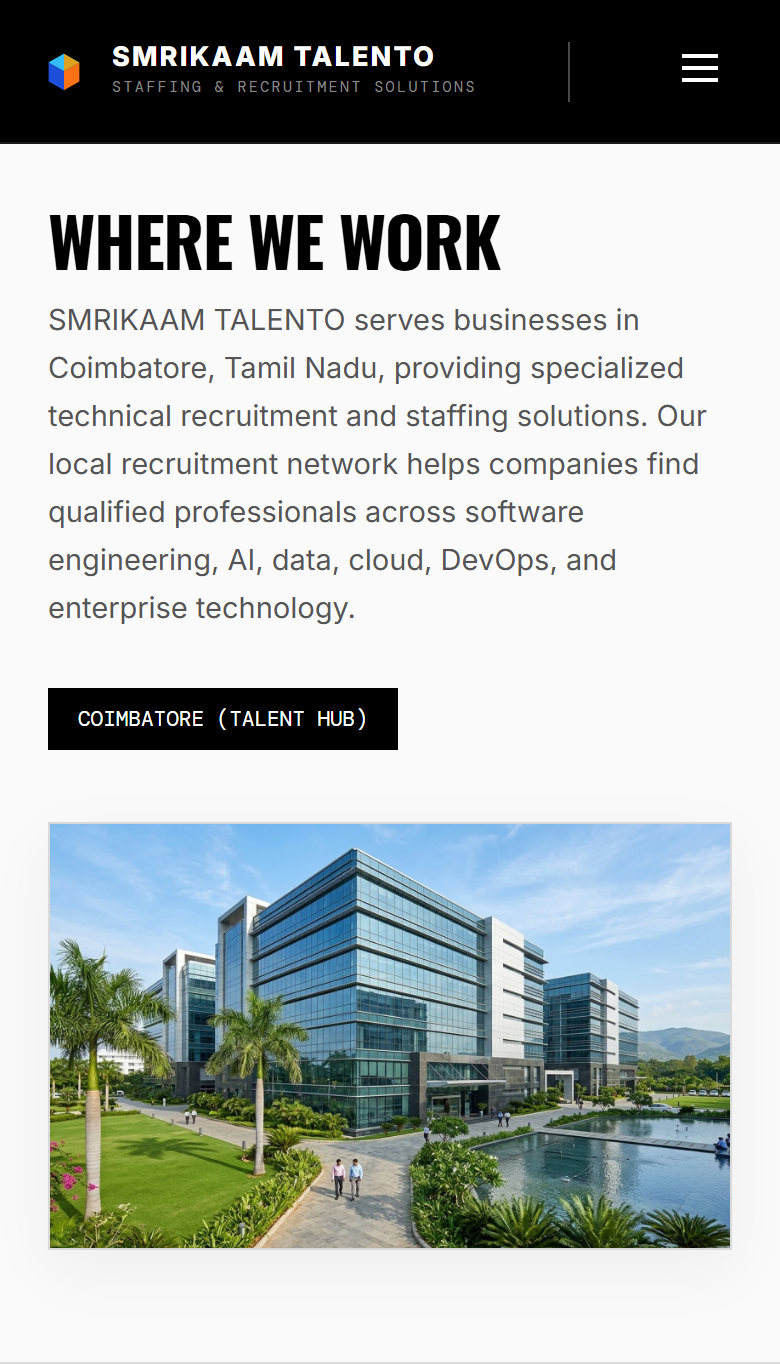 SMRIKAAM TALENTO
STAFFING & RECRUITMENT SOLUTIONS
WHERE WE WORK
SMRIKAAM TALENTO serves businesses in
Coimbatore, Tamil Nadu, providing specialized
technical recruitment and staffing solutions. Our
local recruitment network helps companies find
qualified professionals across software
engineering, AI, data, cloud, DevOps, and
enterprise technology.
COIMBATORE (TALENT HUB)